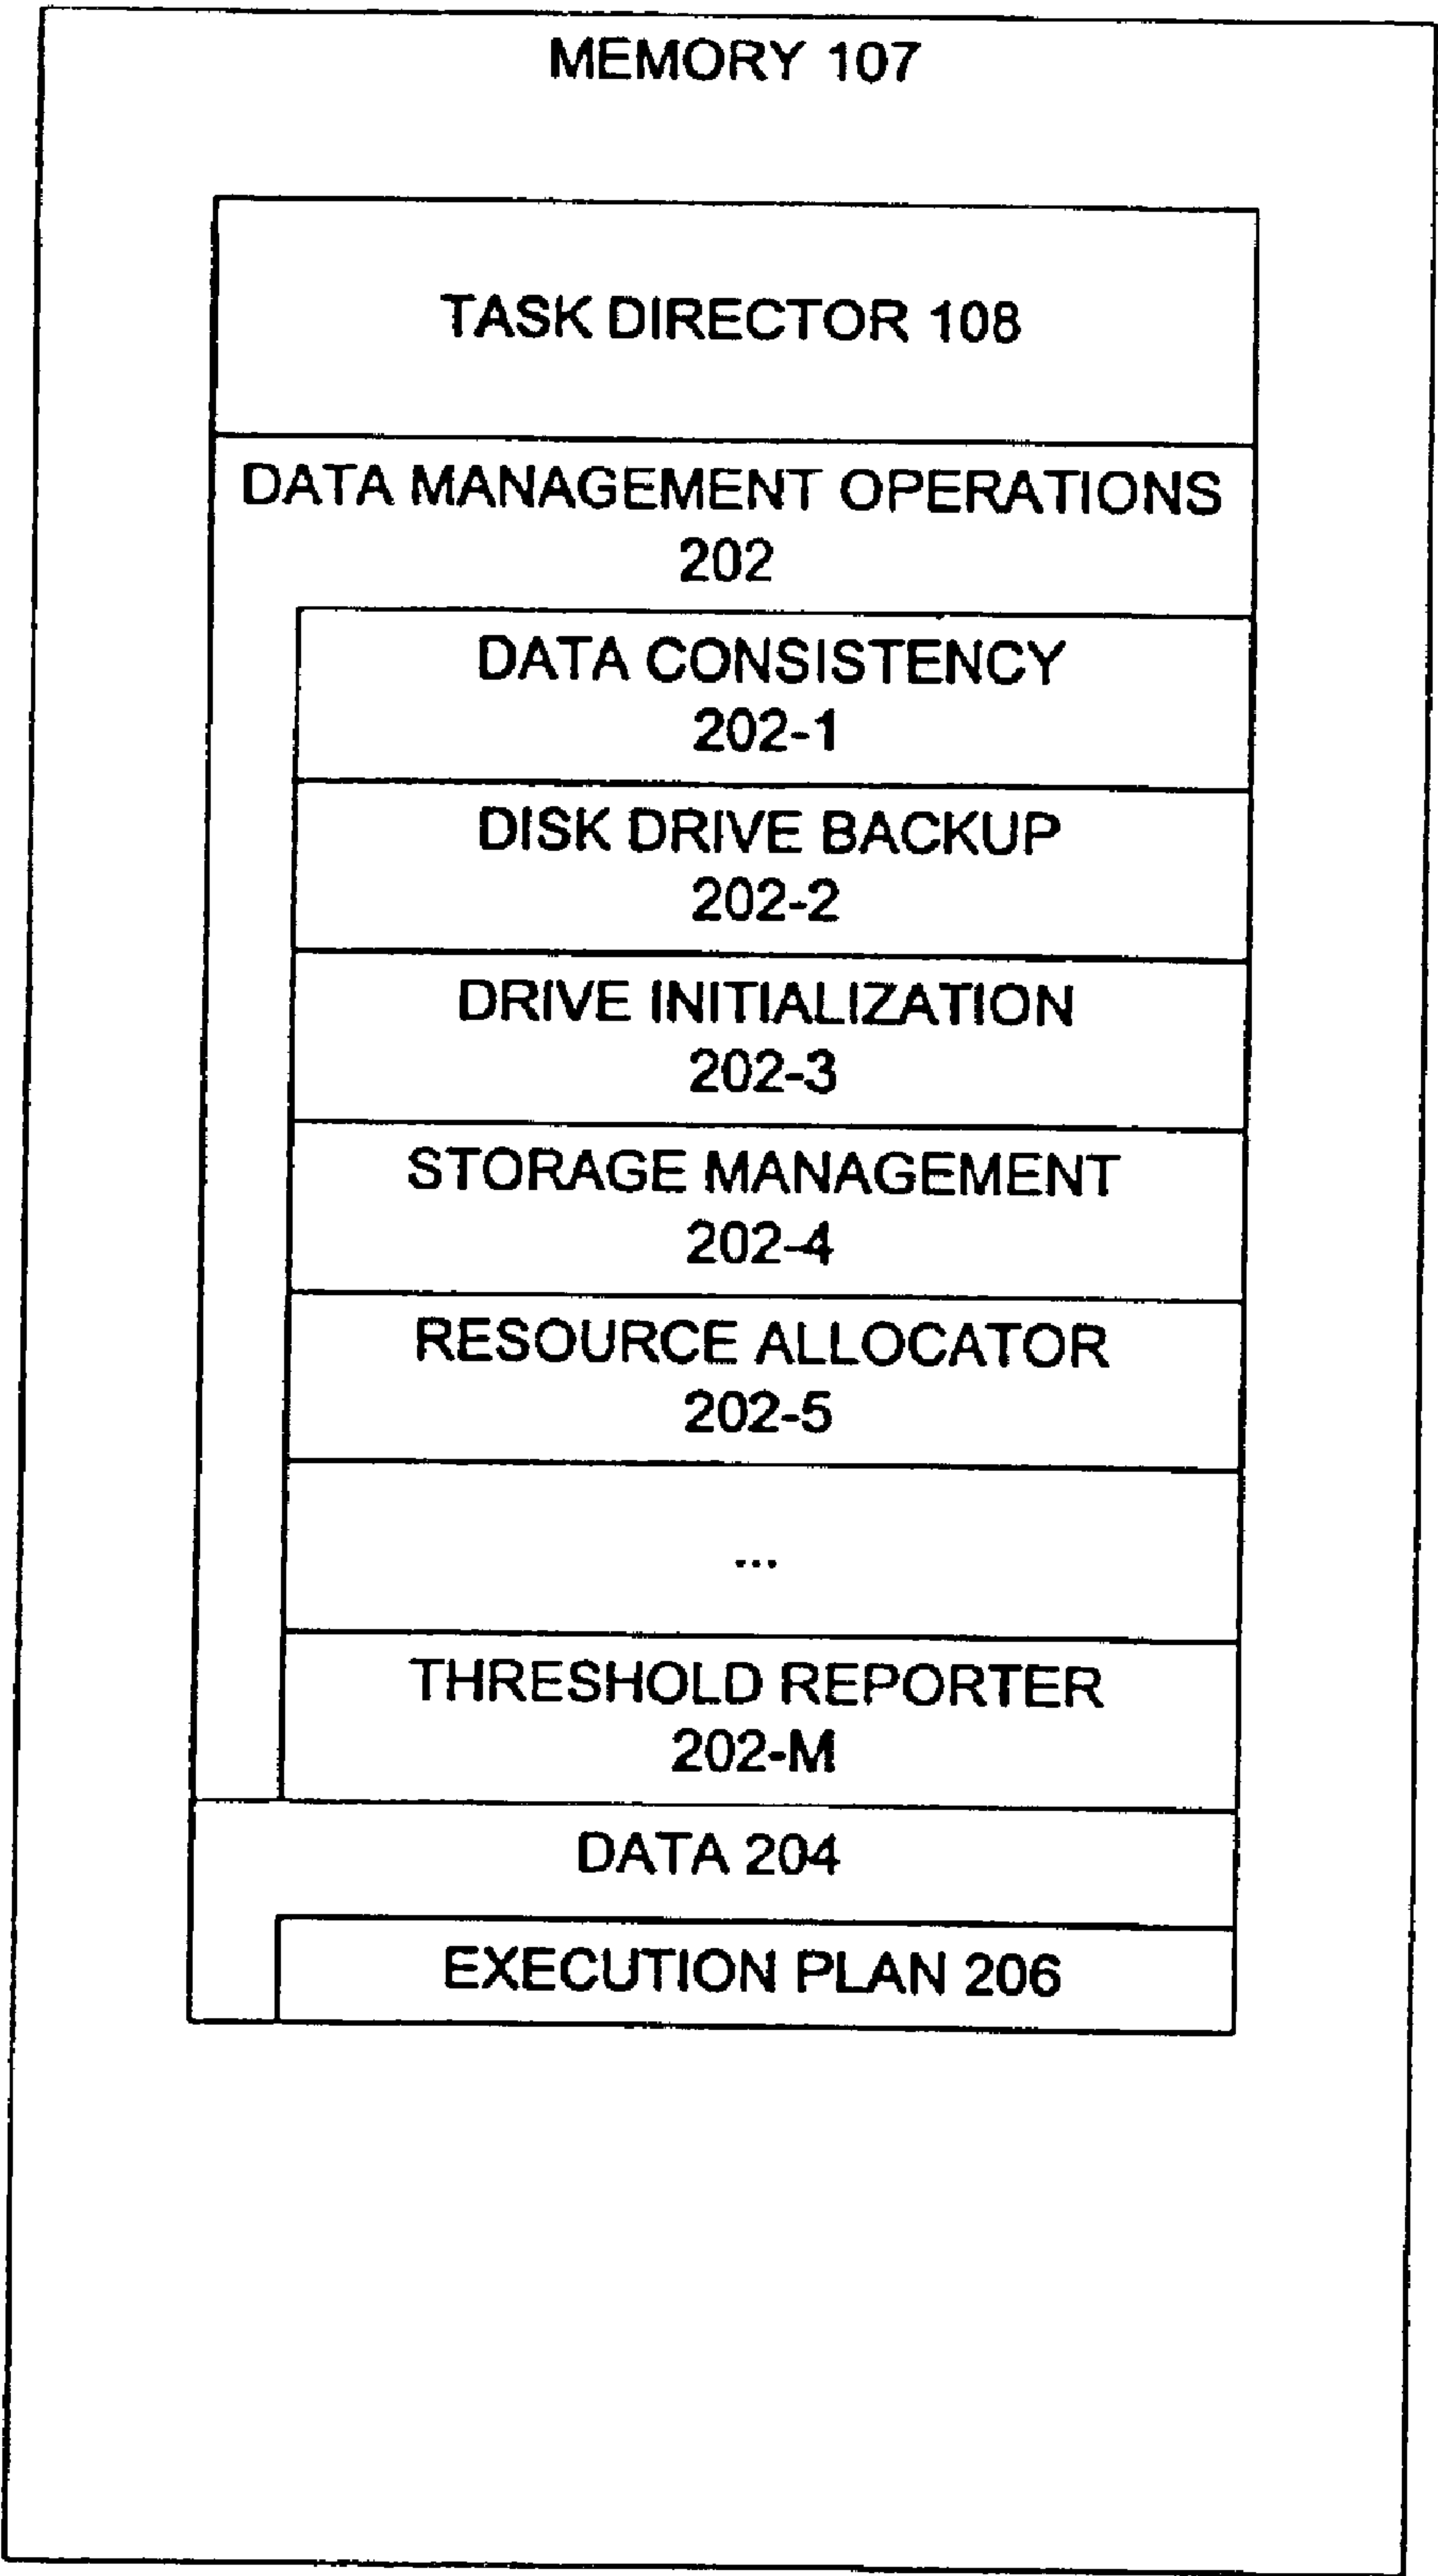 MEMORY 107
TASK DIRECTOR 108
DATA MANAGEMENT OPERATIONS
202
DATA CONSISTENCY
202-1
DISK DRIVE BACKUP
202-2
DRIVE INITIALIZATION
202-3
STORAGE MANAGEMENT
202-4
RESOURCE ALLOCATOR
202-5
...
THRESHOLD REPORTER
202-M
DATA 204
EXECUTION PLAN 206